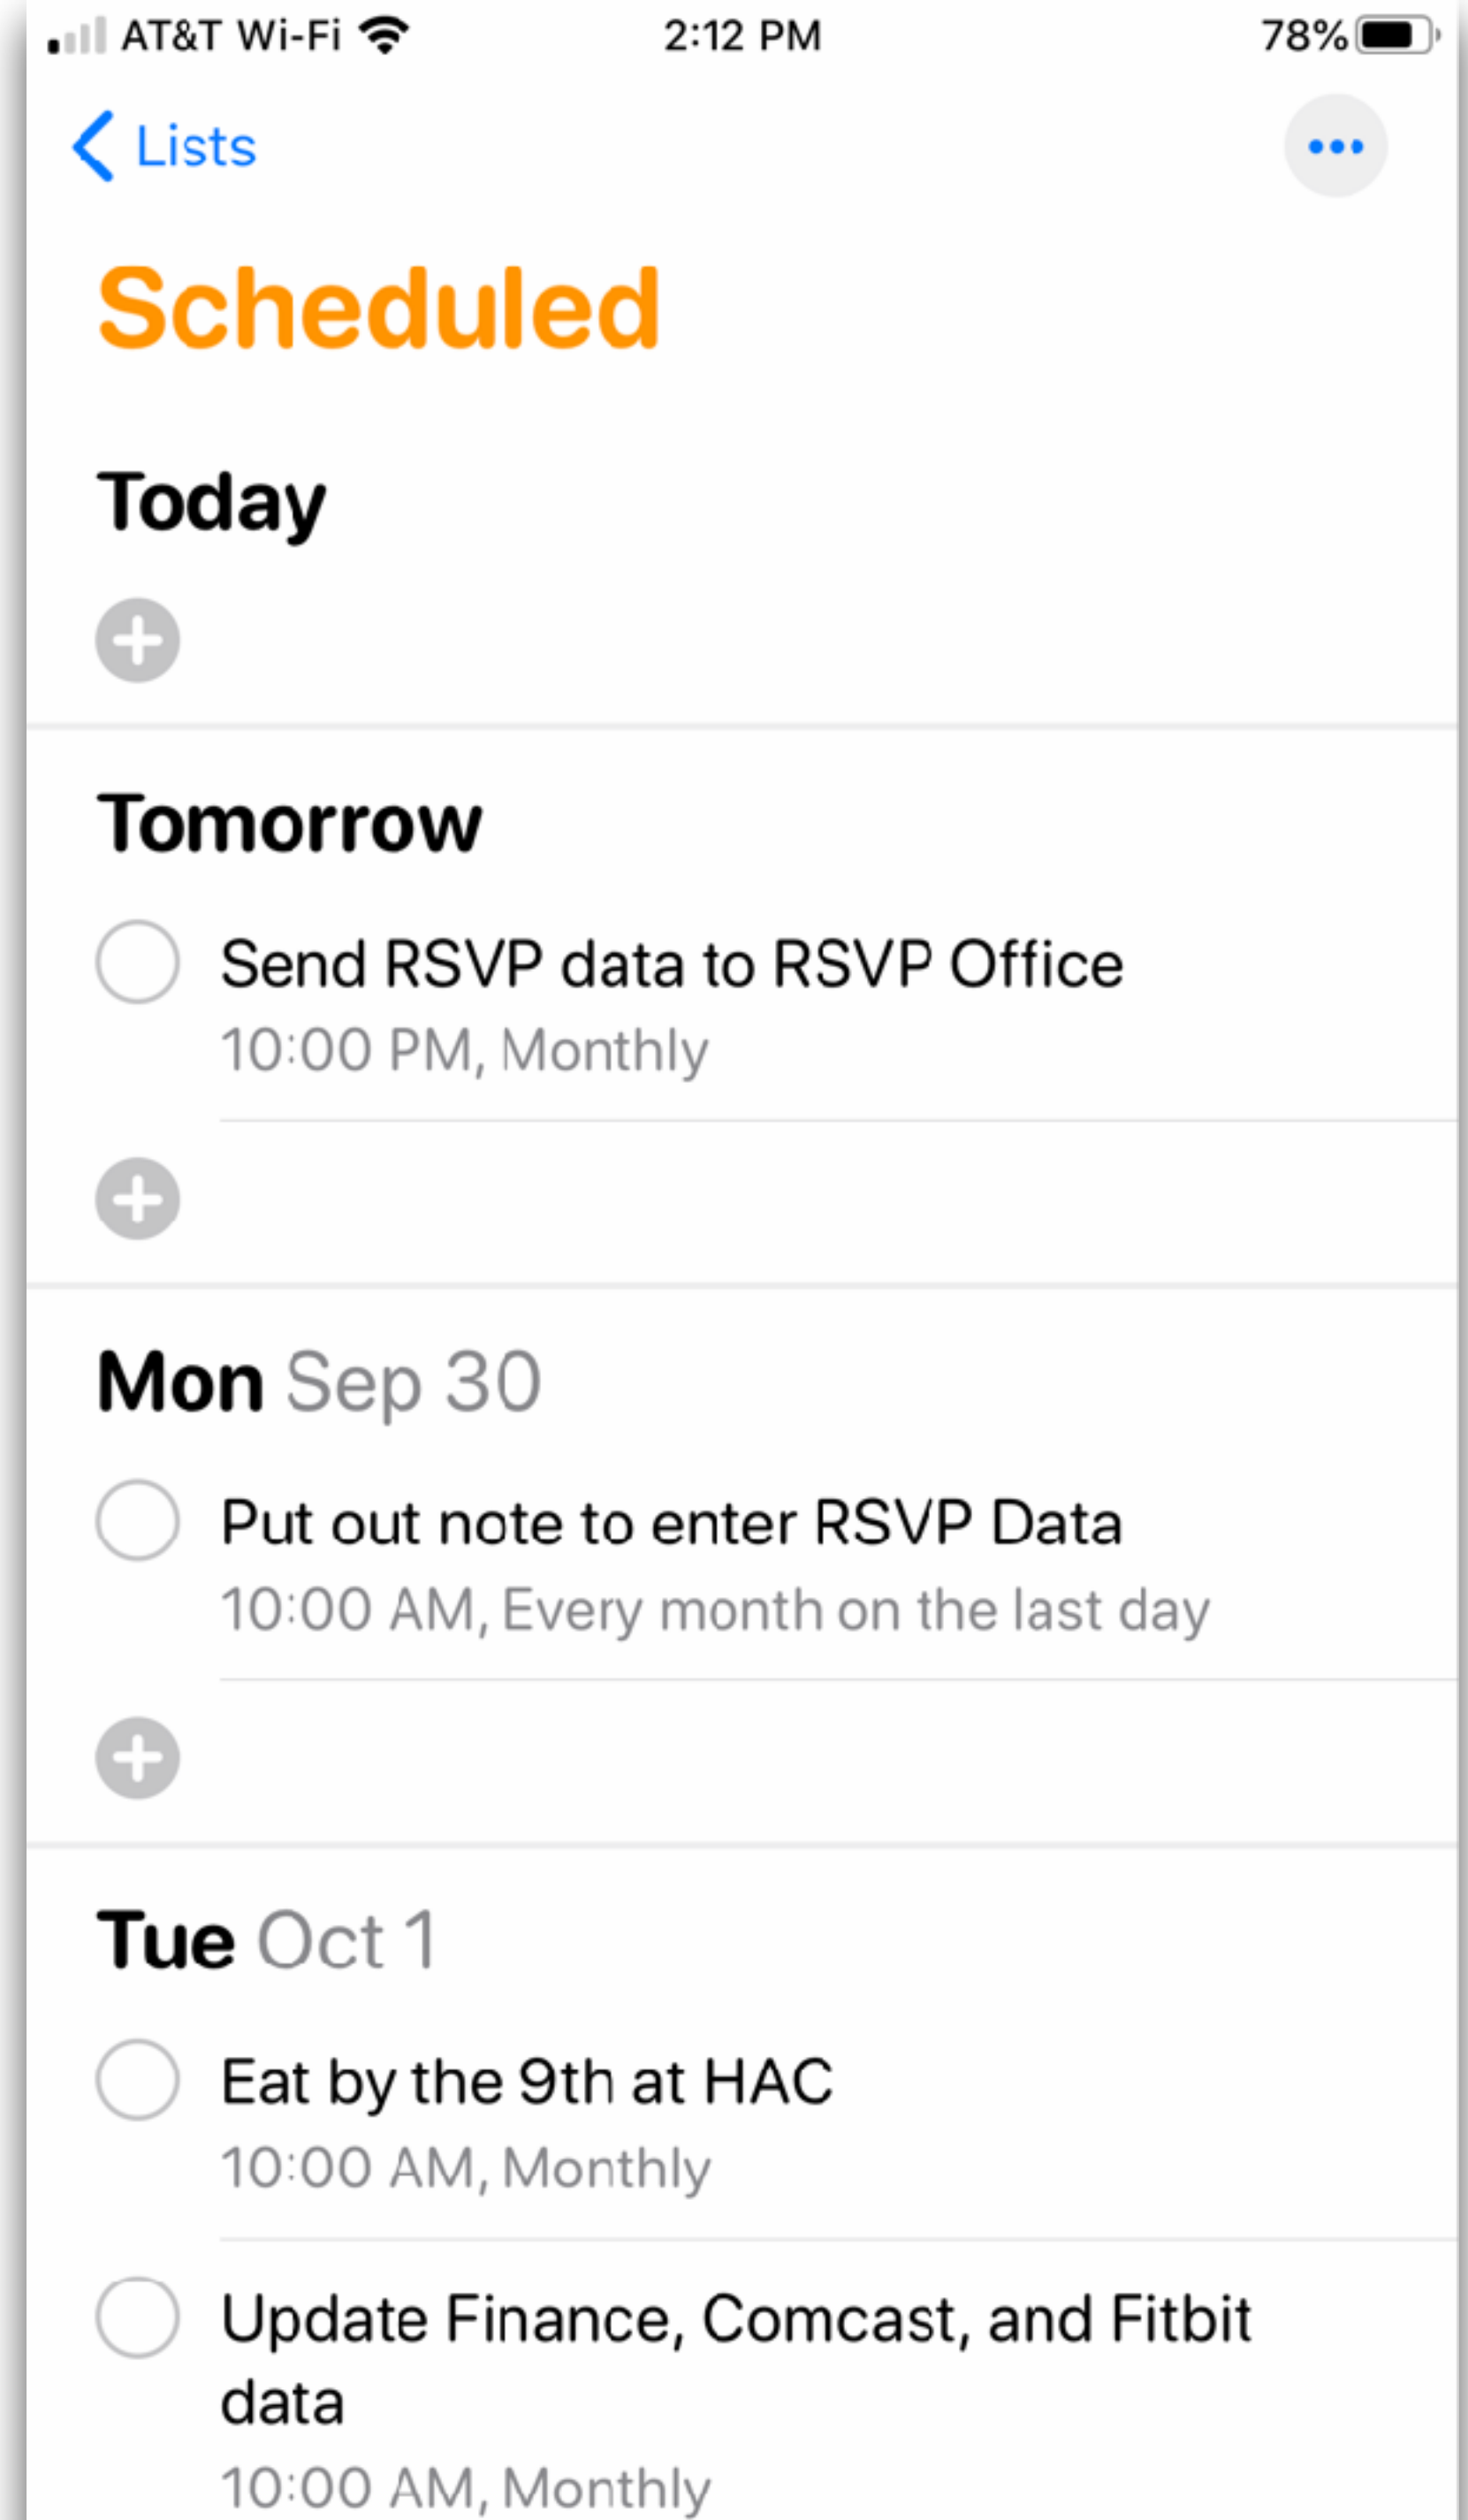 AT&T Wi-Fi 2:12 PM 78%
Lists
Scheduled
Today
Tomorrow
Send RSVP data to RSVP Office
10:00 PM, Monthly
Mon Sep 30
Put out note to enter RSVP Data
10:00 AM, Every month on the last day
Tue Oct 1
Eat by the 9th at HAC
10:00 AM, Monthly
Update Finance, Comcast, and Fitbit
data
10:00 AM, Monthly